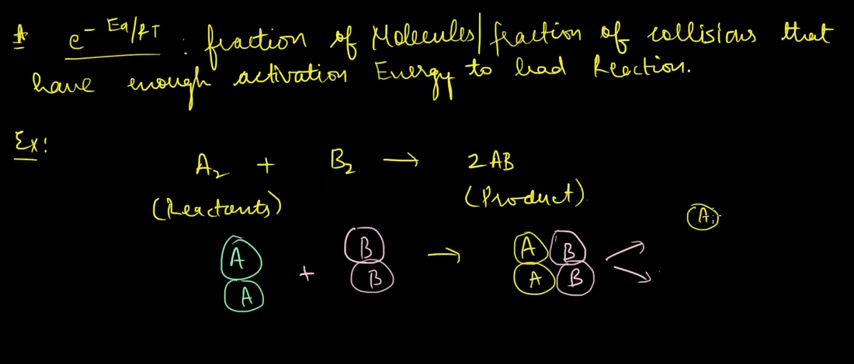 * e^-Ea/RT : fraction of Molecules/fraction of collisions that
have enough activation Energy to lead Reaction.
Ex:
A₂ + B₂ → 2AB
(Reactants) (Product)
A B → A B
A + B A B
A